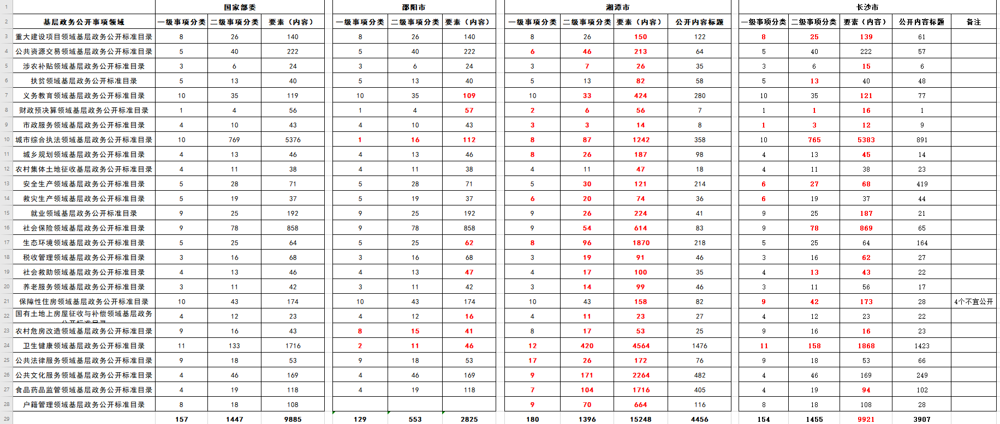 1 国家部委 邵阳市 湘潭市 长沙市
2 基层政务公开事项领域 一级事项分类 二级事项分类 要素（内容） 一级事项分类 二级事项分类 要素（内容） 一级事项分类 二级事项分类 要素（内容） 公开内容标题 一级事项分类 二级事项分类 要素（内容） 公开内容标题 备注
3 重大建设项目领域基层政务公开标准目录 8 26 140 8 26 140 8 26 150 122 8 25 139 61
4 公共资源交易领域基层政务公开标准目录 5 40 222 5 40 222 6 46 213 64 5 40 222 57
5 涉农补贴领域基层政务公开标准目录 3 6 24 3 6 24 3 7 26 35 3 6 15 6
6 扶贫领域基层政务公开标准目录 5 13 40 5 13 40 5 13 82 58 5 13 40 48
7 义务教育领域基层政务公开标准目录 10 35 119 10 35 109 10 33 424 280 10 35 121 77
8 财政预决算领域基层政务公开标准目录 1 4 56 1 4 57 2 6 56 7 1 1 16 1
9 市政服务领域基层政务公开标准目录 4 10 43 4 10 43 3 3 14 8 1 3 12 9
10 城市综合执法领域基层政务公开标准目录 10 769 5376 1 16 112 8 87 1242 358 10 765 5383 891
11 城乡规划领域基层政务公开标准目录 4 13 46 4 13 46 8 26 187 98 4 13 45 14
12 农村集体土地征收基层政务公开标准目录 4 11 38 4 11 38 4 11 47 18 4 11 38 23
13 安全生产领域基层政务公开标准目录 5 28 71 5 28 71 5 30 121 214 6 27 68 419
14 救灾生产领域基层政务公开标准目录 5 19 37 5 19 37 6 20 74 36 6 19 37 44
15 就业领域基层政务公开标准目录 9 25 192 9 25 192 9 26 224 41 9 25 187 21
16 社会保险领域基层政务公开标准目录 9 78 858 9 78 858 9 54 614 83 9 78 869 65
17 生态环境领域基层政务公开标准目录 5 25 64 5 25 62 8 96 1870 218 5 25 64 164
18 税收管理领域基层政务公开标准目录 3 16 68 3 16 68 3 19 91 46 3 16 62 27
19 社会救助领域基层政务公开标准目录 4 13 46 4 13 47 4 17 100 35 4 13 43 22
20 养老服务领域基层政务公开标准目录 3 11 42 3 11 42 3 14 99 46 3 11 56 17
21 保障性住房领域基层政务公开标准目录 10 43 174 10 43 174 10 43 158 82 9 42 173 28 4个不宜公开
22 国有土地上房屋征收与补偿领域基层政务公开标准目录 4 12 23 4 12 16 4 11 23 27 4 12 23 22
23 农村危房改造领域基层政务公开标准目录 9 16 43 8 15 41 8 17 53 25 9 16 16 23
24 卫生健康领域基层政务公开标准目录 11 133 1716 2 11 46 12 420 4564 1476 11 158 1868 1423
25 公共法律服务领域基层政务公开标准目录 9 18 53 9 18 53 17 26 172 76 9 18 53 66
26 公共文化服务领域基层政务公开标准目录 4 46 169 4 46 169 9 171 2264 482 4 46 169 249
27 食品药品监管领域基层政务公开标准目录 4 19 118 4 19 118 7 104 1716 405 4 19 94 102
28 户籍管理领域基层政务公开标准目录 8 18 108 9 70 664 116 8 18 108 28
29 157 1447 9885 129 553 2825 180 1396 15248 4456 154 1455 9921 3907